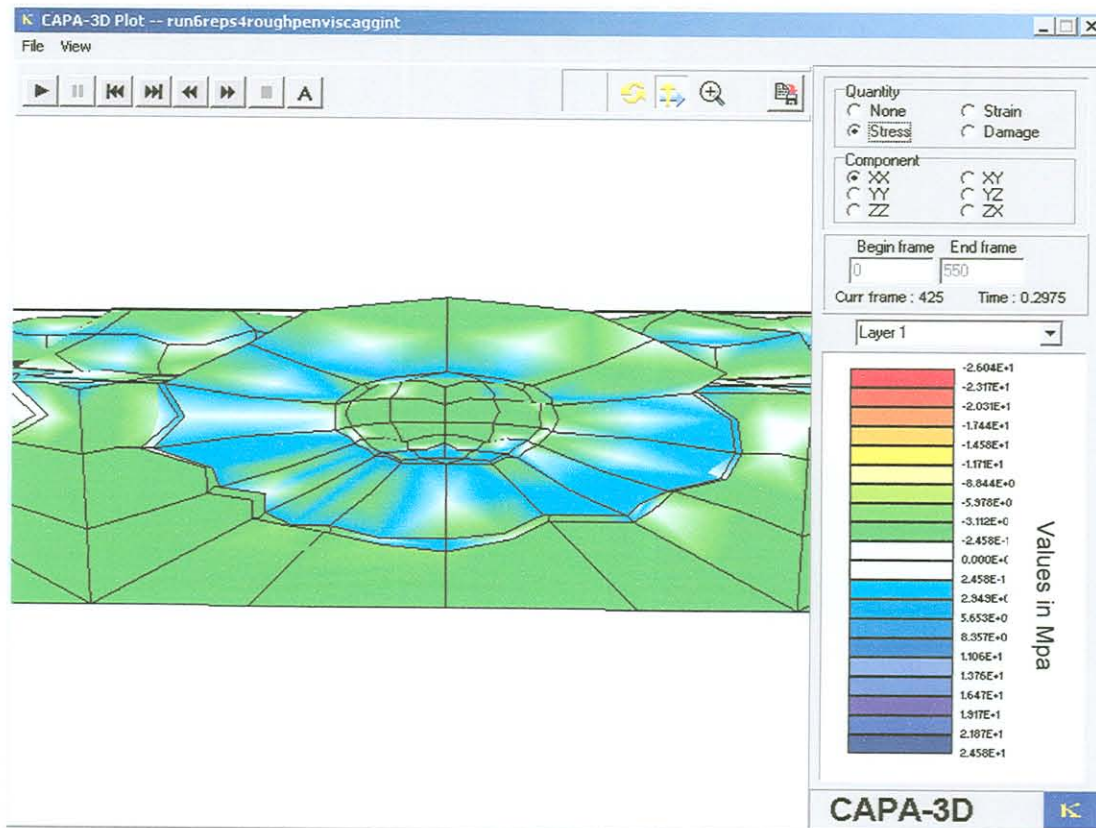 CAPA-3D Plot -- run6reps4roughpenviscaggint
File View
A
Quantity
None Strain
Stress Damage
Component
XX XY
YY YZ
ZZ ZX
Begin frame End frame
0 550
Curr frame : 425 Time : 0.2975
Layer 1
-2.604E+1
-2.317E+1
-2.031E+1
-1.744E+1
-1.458E+1
-1.171E+1
-8.844E+0
-5.978E+0
-3.112E+0
-2.458E-1
0.000E+0
2.458E-1
2.949E+0
5.653E+0
8.357E+0
1.106E+1
1.376E+1
1.647E+1
1.917E+1
2.187E+1
2.458E+1
Values in Mpa
CAPA-3D
K